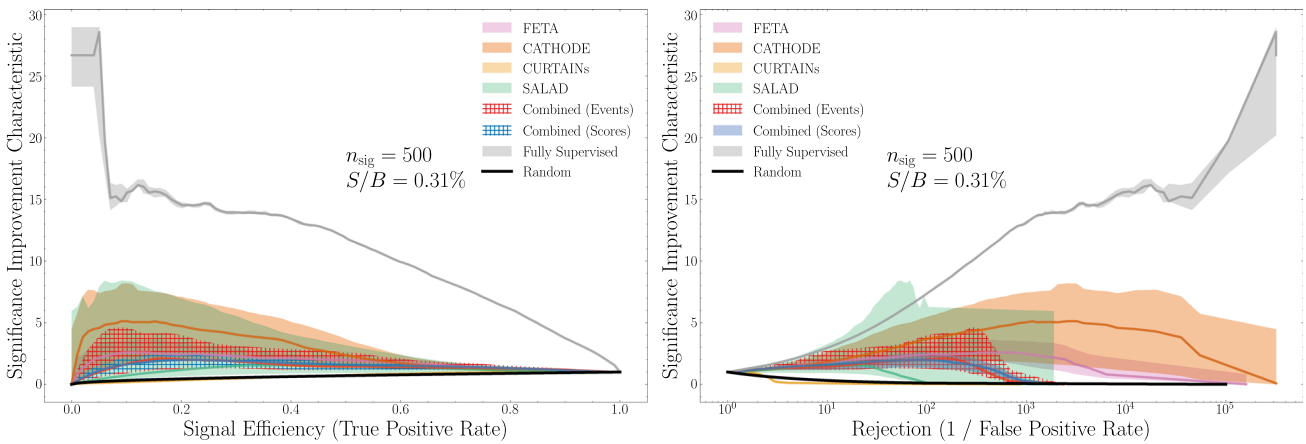 Significance Improvement Characteristic
30
25
20
15
10
5
0
0.0
0.2
0.4
0.6
0.8
1.0
Signal Efficiency (True Positive Rate)
FETA
CATHODE
CURTAINs
SALAD
Combined (Events)
Combined (Scores)
Fully Supervised
Random
n_sig = 500
S/B = 0.31%
Significance Improvement Characteristic
30
25
20
15
10
5
0
10^0
10^1
10^2
10^3
10^4
10^5
Rejection (1 / False Positive Rate)
FETA
CATHODE
CURTAINs
SALAD
Combined (Events)
Combined (Scores)
Fully Supervised
Random
n_sig = 500
S/B = 0.31%